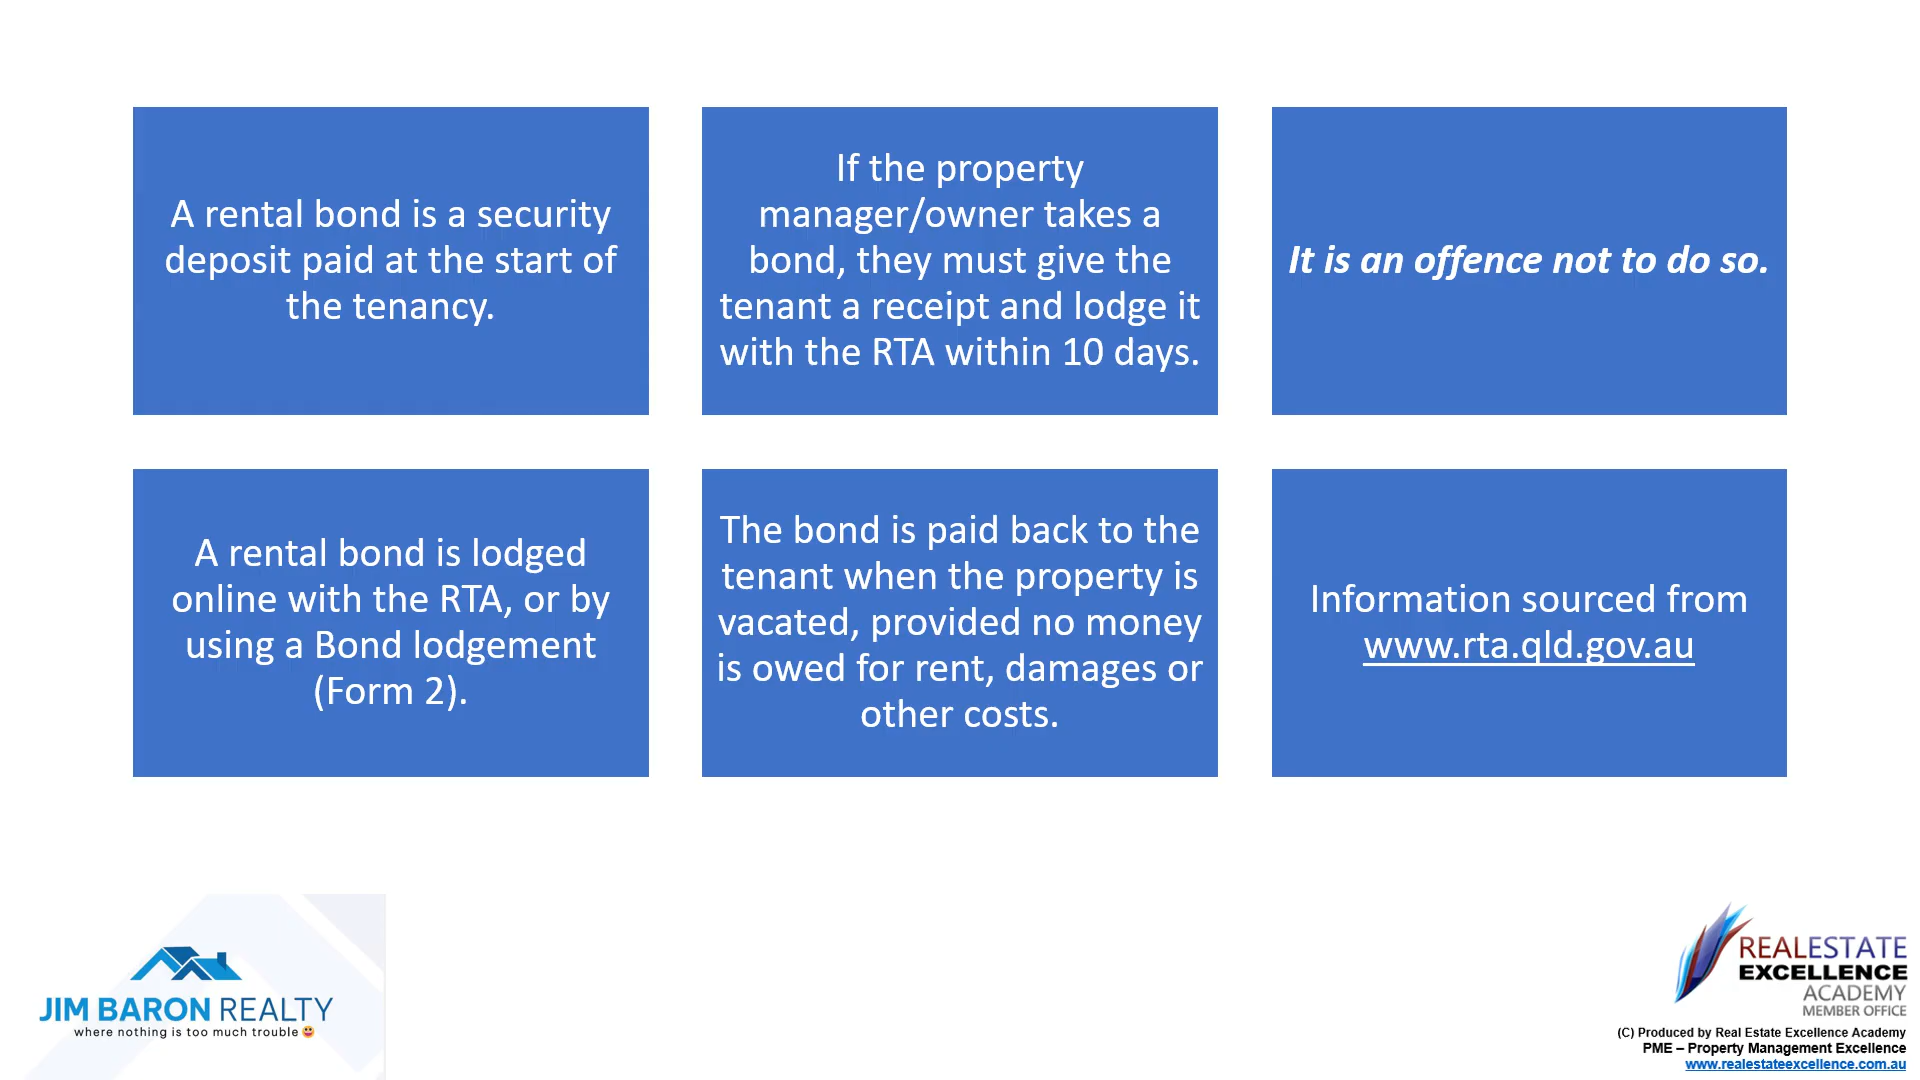 A rental bond is a security
deposit paid at the start of
the tenancy.
If the property
manager/owner takes a
bond, they must give the
tenant a receipt and lodge it
with the RTA within 10 days.
It is an offence not to do so.
A rental bond is lodged
online with the RTA, or by
using a Bond lodgement
(Form 2).
The bond is paid back to the
tenant when the property is
vacated, provided no money
is owed for rent, damages or
other costs.
Information sourced from
www.rta.qld.gov.au
JIM BARON REALTY
where nothing is too much trouble 😃
REALESTATE
EXCELLENCE
ACADEMY
MEMBER OFFICE
(C) Produced by Real Estate Excellence Academy
PME – Property Management Excellence
www.realestateexcellence.com.au